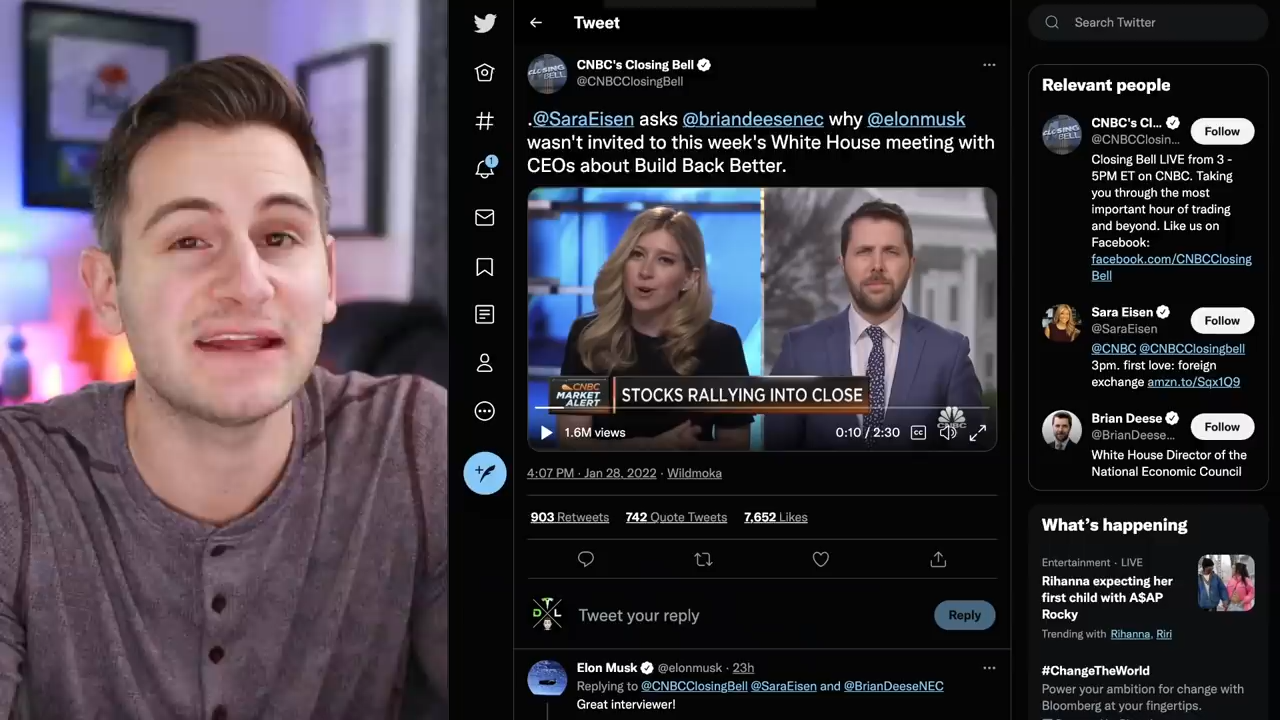 Tweet
Search Twitter
CNBC's Closing Bell
@CNBCClosingBell
.@SaraEisen asks @briandeesenec why @elonmusk
wasn't invited to this week's White House meeting with
CEOs about Build Back Better.
CNBC
MARKET
ALERT
STOCKS RALLYING INTO CLOSE
1.6M views
0:10 / 2:30
CC
CNBC
4:07 PM · Jan 28, 2022 · Wildmoka
903 Retweets 742 Quote Tweets 7,652 Likes
Tweet your reply
Reply
Elon Musk @elonmusk · 23h
Replying to @CNBCClosingBell @SaraEisen and @BrianDeeseNEC
Great interviewer!
Relevant people
CNBC's Cl...
@CNBCClosin...
Follow
Closing Bell LIVE from 3 -
5PM ET on CNBC. Taking
you through the most
important hour of trading
and beyond. Like us on
Facebook:
facebook.com/CNBCClosing
Bell
Sara Eisen
@SaraEisen
Follow
@CNBC @CNBCClosingbell
3pm. first love: foreign
exchange amzn.to/Sqx1O9
Brian Deese
@BrianDeese...
Follow
White House Director of the
National Economic Council
What's happening
Entertainment · LIVE
Rihanna expecting her
first child with A$AP
Rocky
Trending with Rihanna, Riri
#ChangeTheWorld
Power your ambition for change with
Bloomberg at your fingertips.